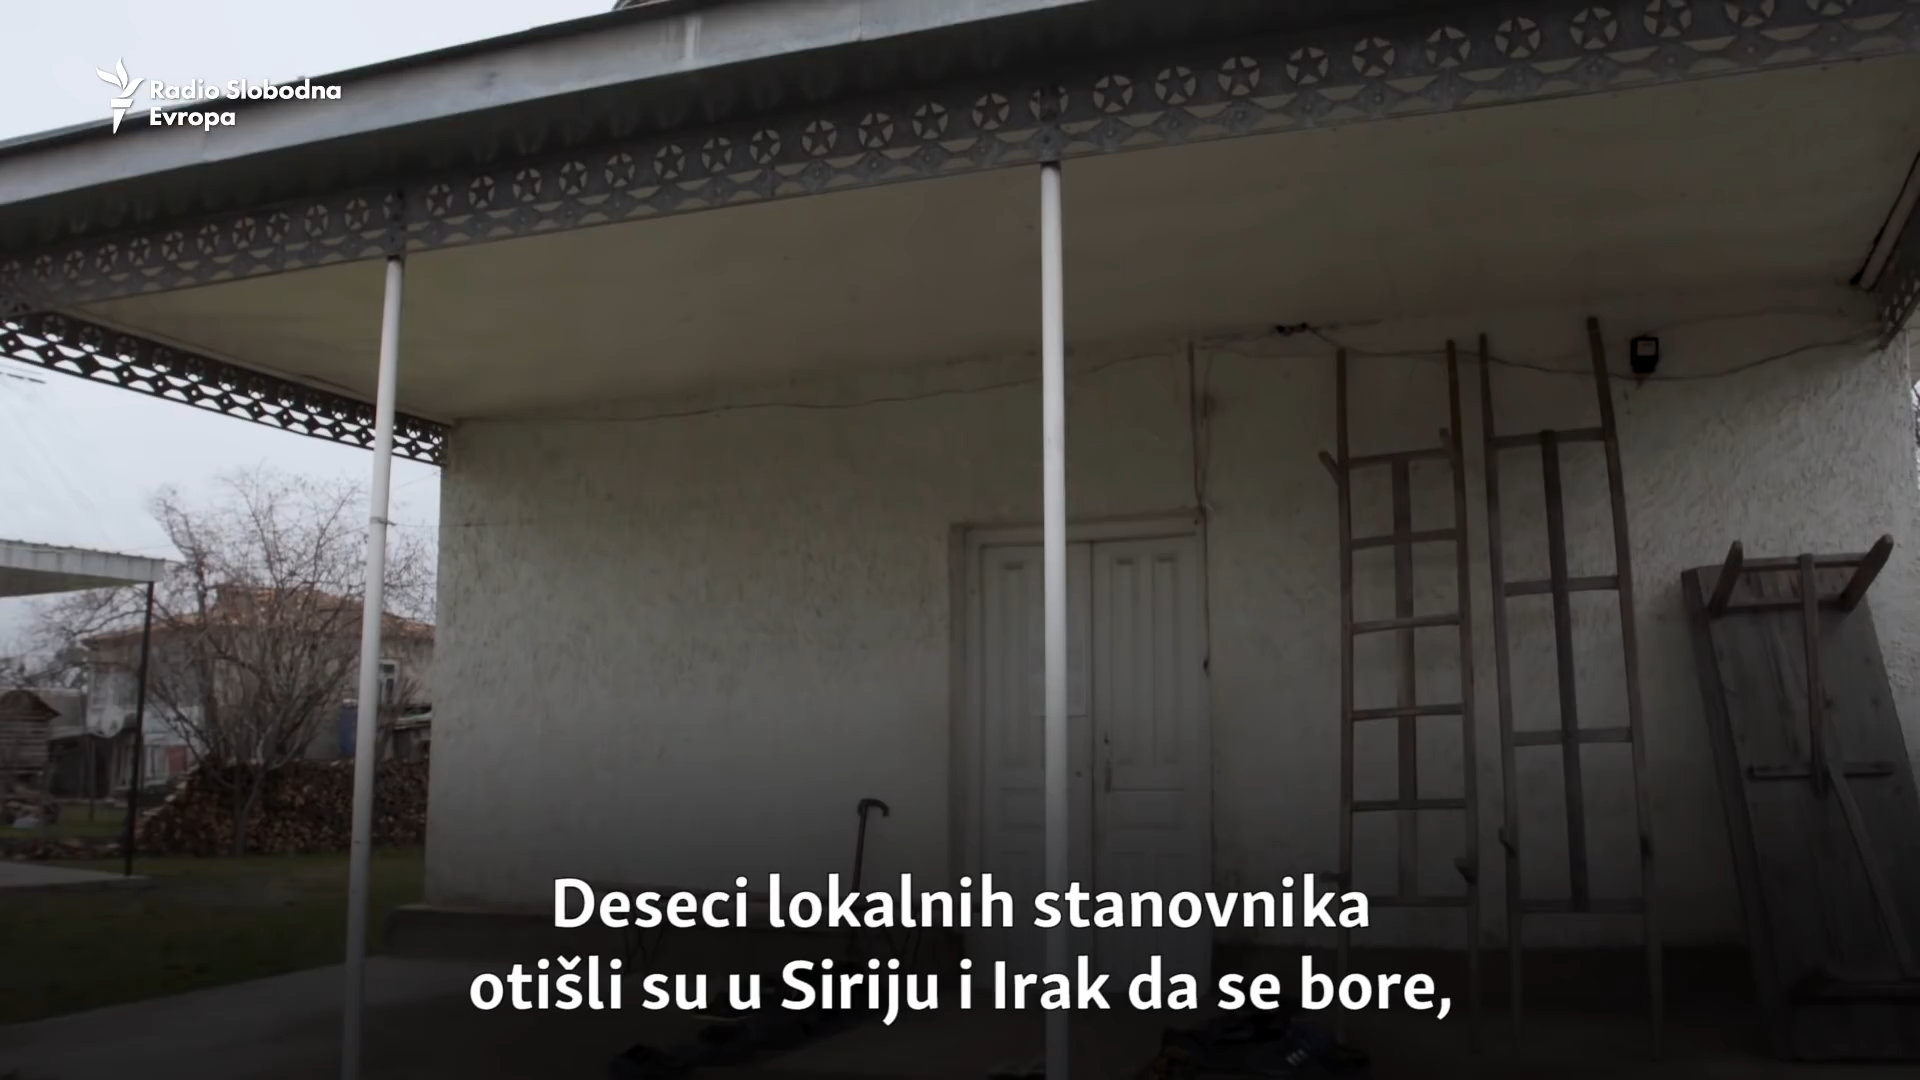 Radio Slobodna
Evropa
Deseci lokalnih stanovnika
otišli su u Siriju i Irak da se bore,